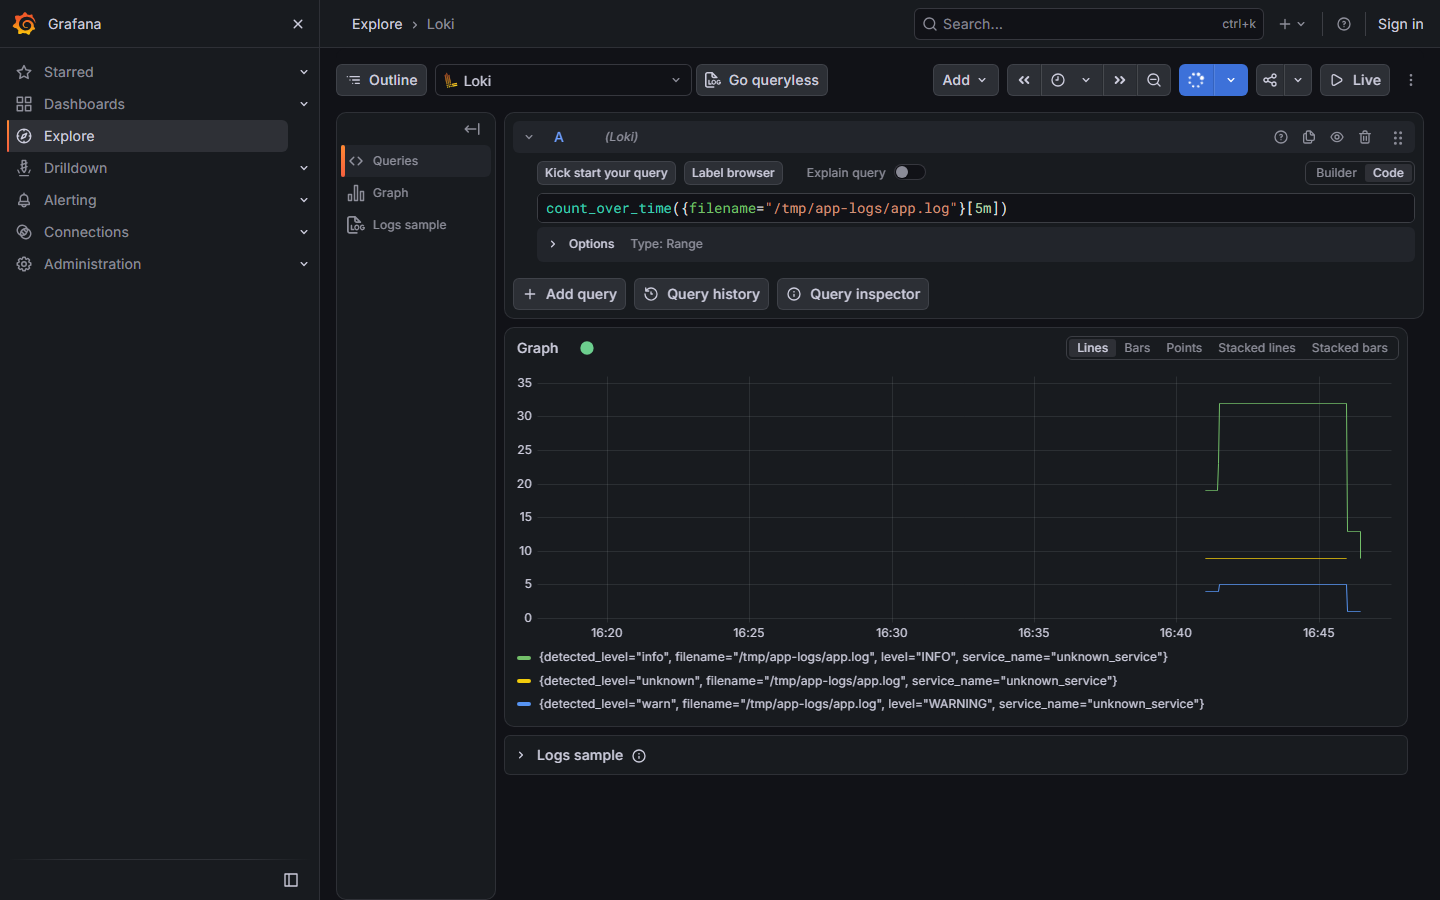 Grafana
Explore › Loki
Search...
ctrl+k
Sign in
Starred
Dashboards
Explore
Drilldown
Alerting
Connections
Administration
Outline
Loki
Go queryless
Add
Live
Queries
Graph
Logs sample
A
(Loki)
Kick start your query
Label browser
Explain query
Builder
Code
count_over_time({filename="/tmp/app-logs/app.log"}[5m])
Options
Type: Range
Add query
Query history
Query inspector
Graph
Lines
Bars
Points
Stacked lines
Stacked bars
35
30
25
20
15
10
5
0
16:20
16:25
16:30
16:35
16:40
16:45
{detected_level="info", filename="/tmp/app-logs/app.log", level="INFO", service_name="unknown_service"}
{detected_level="unknown", filename="/tmp/app-logs/app.log", service_name="unknown_service"}
{detected_level="warn", filename="/tmp/app-logs/app.log", level="WARNING", service_name="unknown_service"}
Logs sample